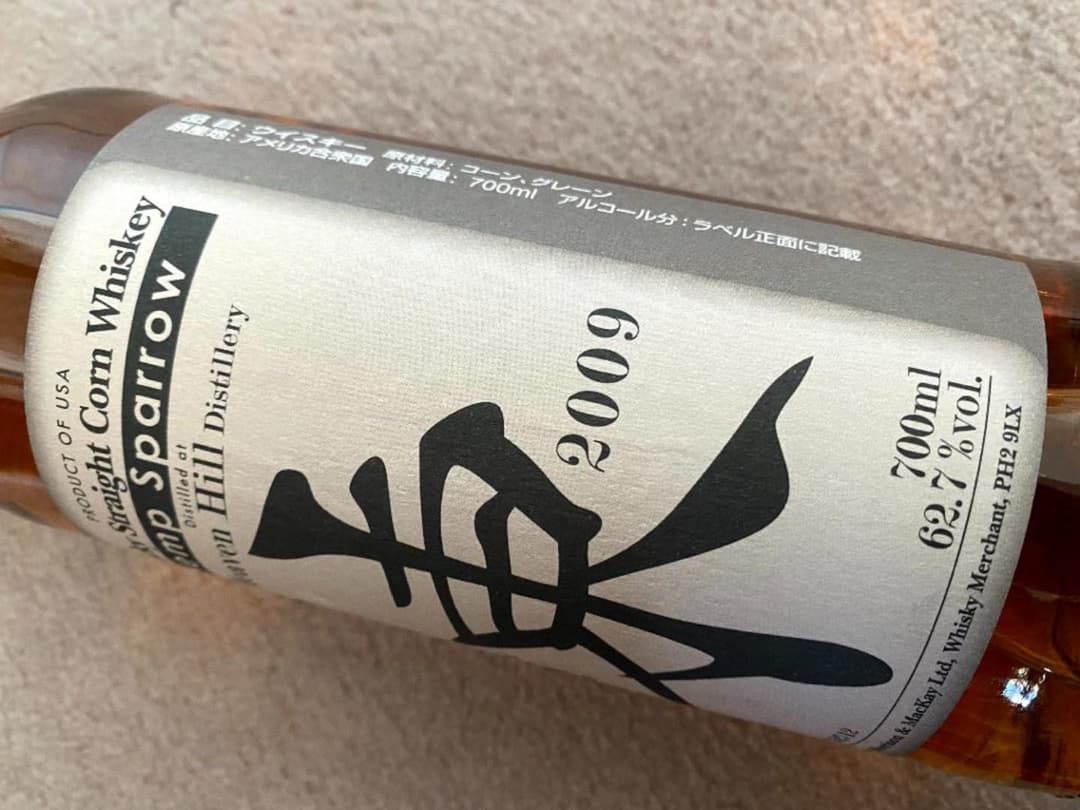 品目：ウイスキー 原材料：コーン、グレーン
原産地：アメリカ合衆国 内容量：700ml アルコール分：ラベル正面に記載
PRODUCT OF USA
Straight Corn Whiskey
Sparrow
Distilled at
Hill Distillery
2009
700ml
62.7%vol.
& MacKay Ltd, Whisky Merchant, PH2 9LX